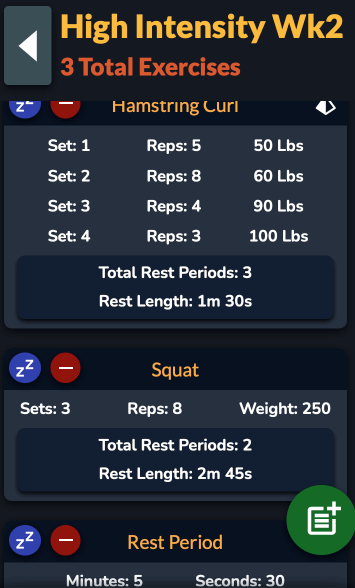 High Intensity Wk2
3 Total Exercises
zZ
Hamstring Curl
Set: 1 Reps: 5 50 Lbs
Set: 2 Reps: 8 60 Lbs
Set: 3 Reps: 4 90 Lbs
Set: 4 Reps: 3 100 Lbs
Total Rest Periods: 3
Rest Length: 1m 30s
zZ
Squat
Sets: 3 Reps: 8 Weight: 250
Total Rest Periods: 2
Rest Length: 2m 45s
zZ
Rest Period
Minutes: 5 Seconds: 30